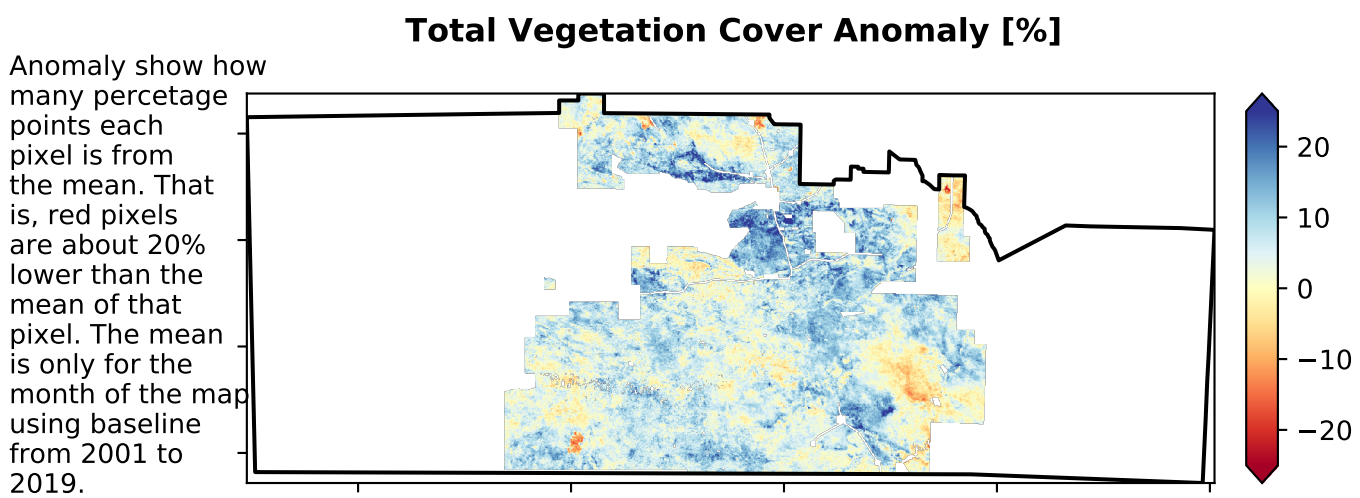 Total Vegetation Cover Anomaly [%]
Anomaly show how
many percetage
points each
pixel is from
the mean. That
is, red pixels
are about 20%
lower than the
mean of that
pixel. The mean
is only for the
month of the map
using baseline
from 2001 to
2019.
20
10
0
−10
−20